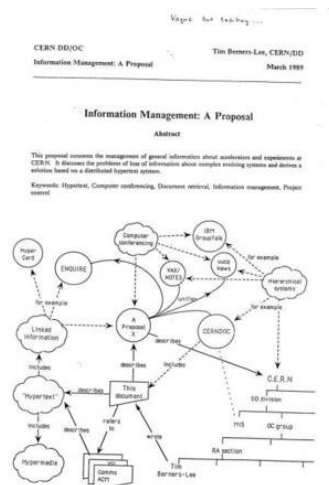 Vague but exciting ...
CERN DD/OC
Tim Berners-Lee, CERN/DD
Information Management: A Proposal
March 1989
Information Management: A Proposal
Abstract
This proposal concerns the management of general information about accelerators and experiments at
CERN. It discusses the problems of loss of information about complex evolving systems and derives a
solution based on a distributed hypertext system.
Keywords: Hypertext, Computer conferencing, Document retrieval, Information management, Project
control
Computer
conferencing
IBM
GroupTalk
Hyper
Card
ENQUIRE
VAX/
NOTES
uucp
News
for example
Hierarchical
systems
for example
unifies
for example
Linked
information
A
Proposal
X
CERNDOC
describes
includes
describes
includes
C.E.R.N
"Hypertext"
describes
This
document
DD division
includes
describes
refers
to
MIS
OC group
wrote
RA section
Hypermedia
Comms
ACM
Tim
Berners-Lee